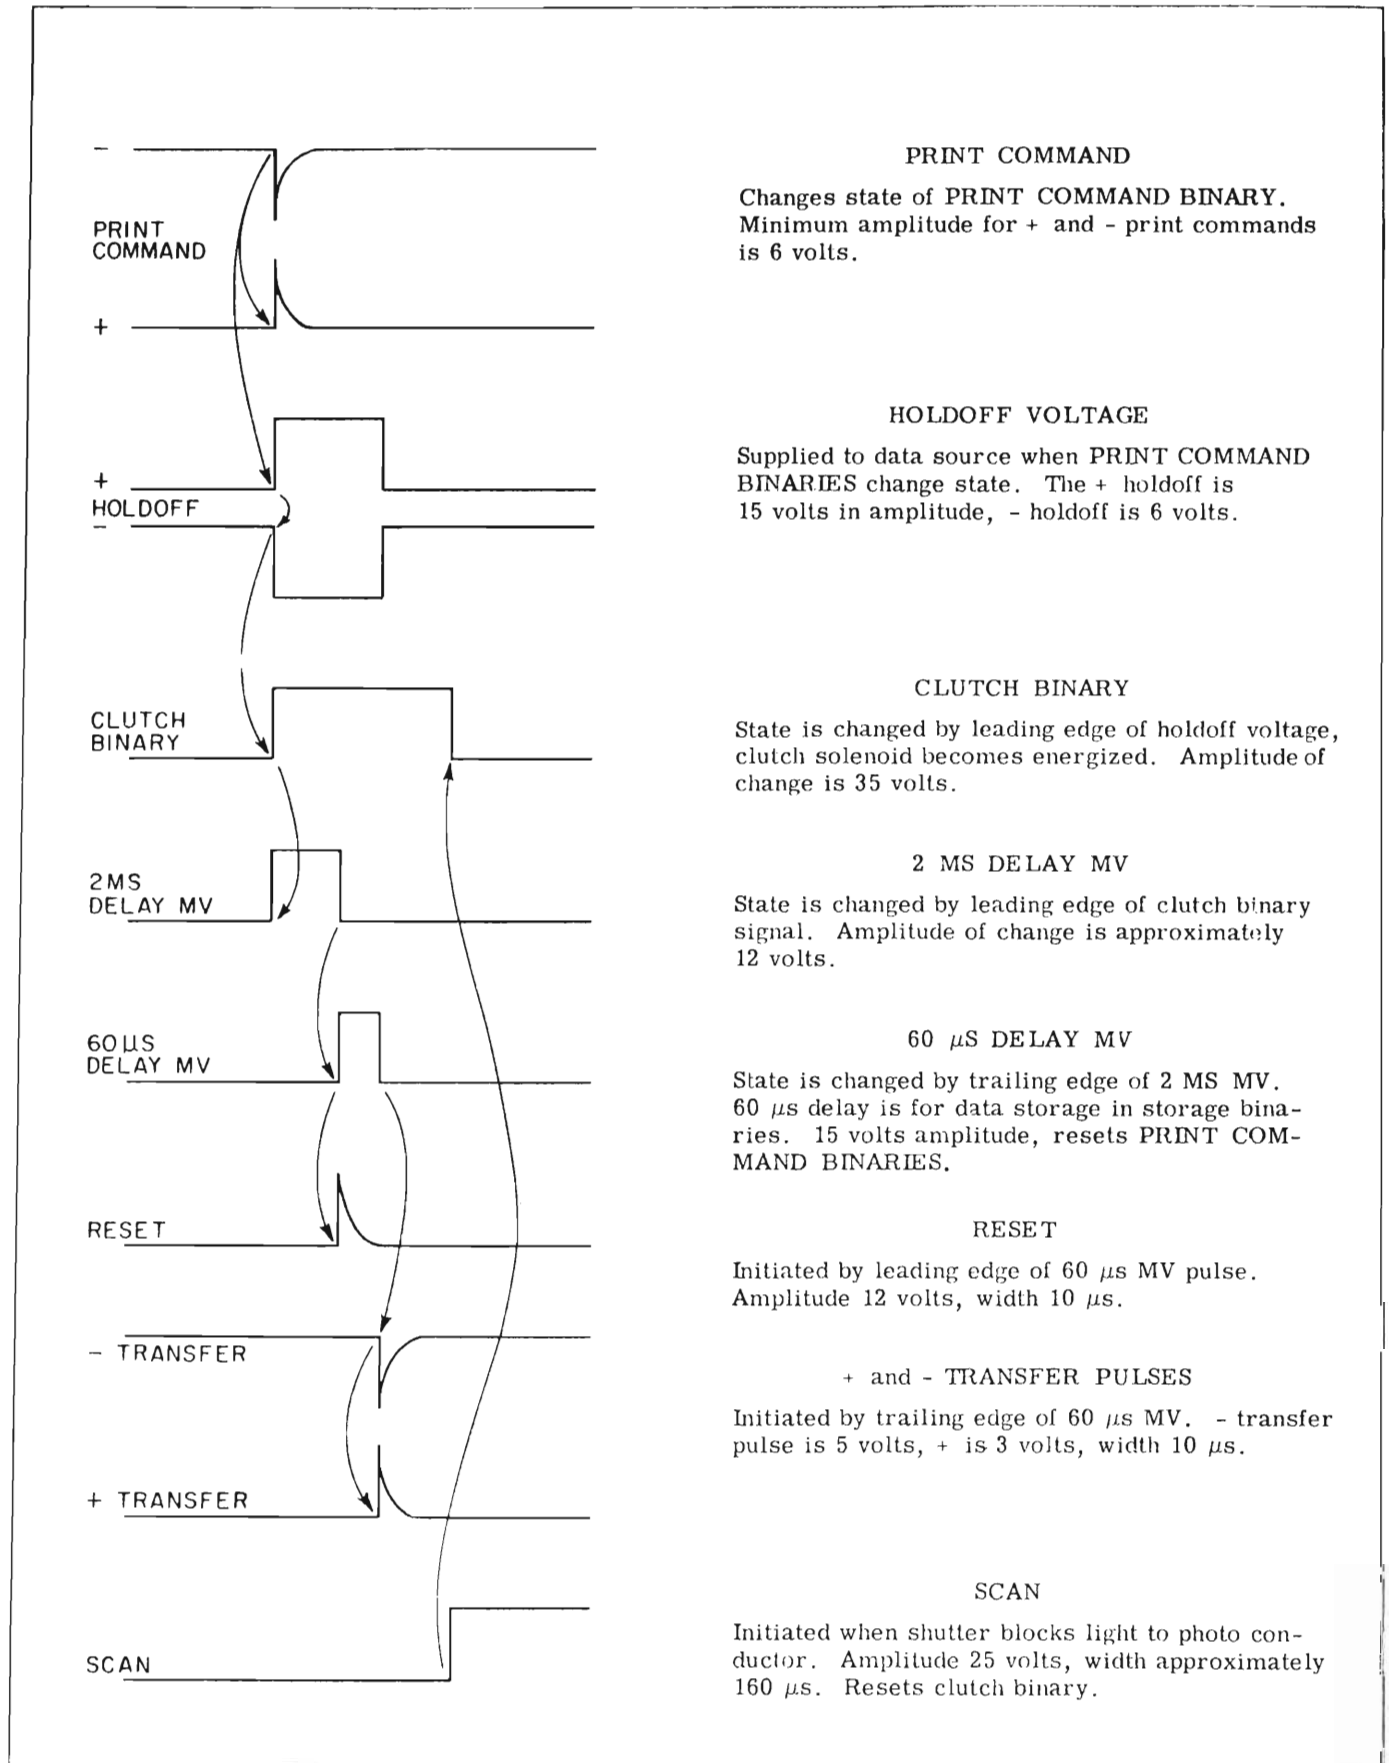 -
PRINT
COMMAND
+
PRINT COMMAND
Changes state of PRINT COMMAND BINARY.
Minimum amplitude for + and - print commands
is 6 volts.
+
HOLDOFF
-
HOLDOFF VOLTAGE
Supplied to data source when PRINT COMMAND
BINARIES change state. The + holdoff is
15 volts in amplitude, - holdoff is 6 volts.
CLUTCH
BINARY
CLUTCH BINARY
State is changed by leading edge of holdoff voltage,
clutch solenoid becomes energized. Amplitude of
change is 35 volts.
2MS
DELAY MV
2 MS DELAY MV
State is changed by leading edge of clutch binary
signal. Amplitude of change is approximately
12 volts.
60μS
DELAY MV
60 μS DELAY MV
State is changed by trailing edge of 2 MS MV.
60 μs delay is for data storage in storage bina-
ries. 15 volts amplitude, resets PRINT COM-
MAND BINARIES.
RESET
RESET
Initiated by leading edge of 60 μs MV pulse.
Amplitude 12 volts, width 10 μs.
- TRANSFER
+ TRANSFER
+ and - TRANSFER PULSES
Initiated by trailing edge of 60 μs MV. - transfer
pulse is 5 volts, + is 3 volts, width 10 μs.
SCAN
SCAN
Initiated when shutter blocks light to photo con-
ductor. Amplitude 25 volts, width approximately
160 μs. Resets clutch binary.